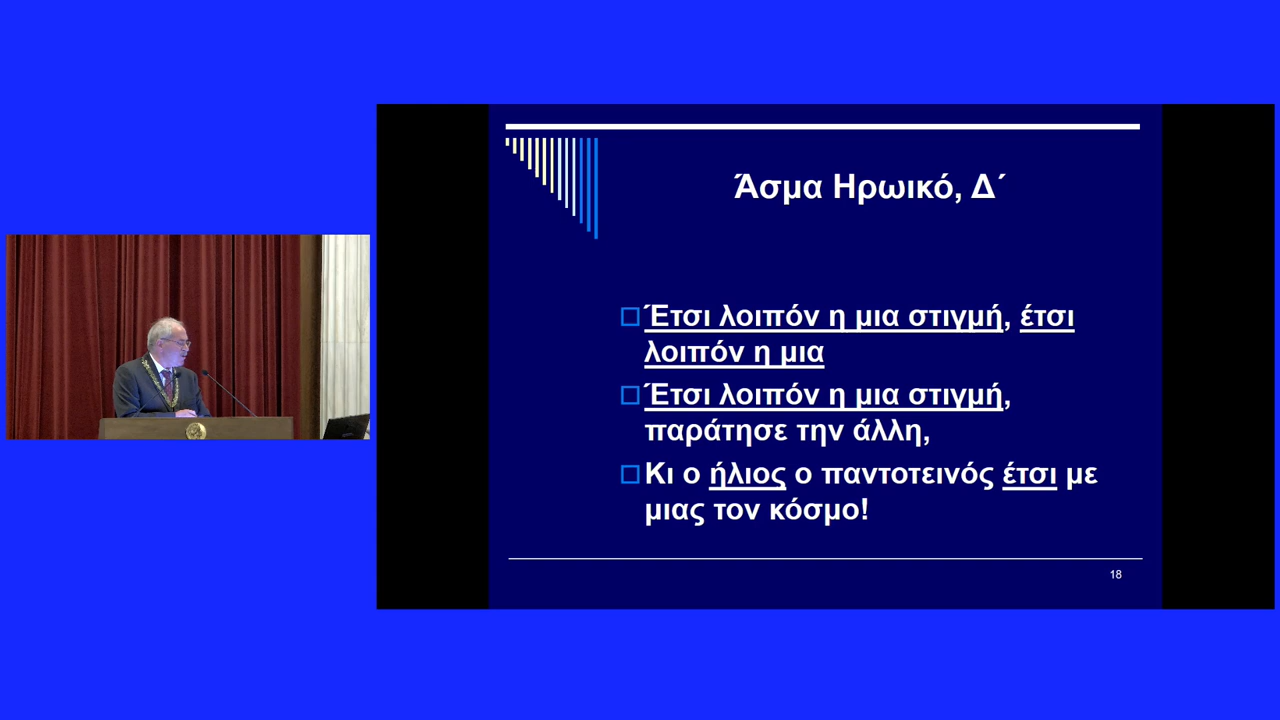 Άσμα Ηρωικό, Δ΄
Έτσι λοιπόν η μια στιγμή, έτσι
λοιπόν η μια
Έτσι λοιπόν η μια στιγμή,
παράτησε την άλλη,
Κι ο ήλιος ο παντοτεινός έτσι με
μιας τον κόσμο!
18